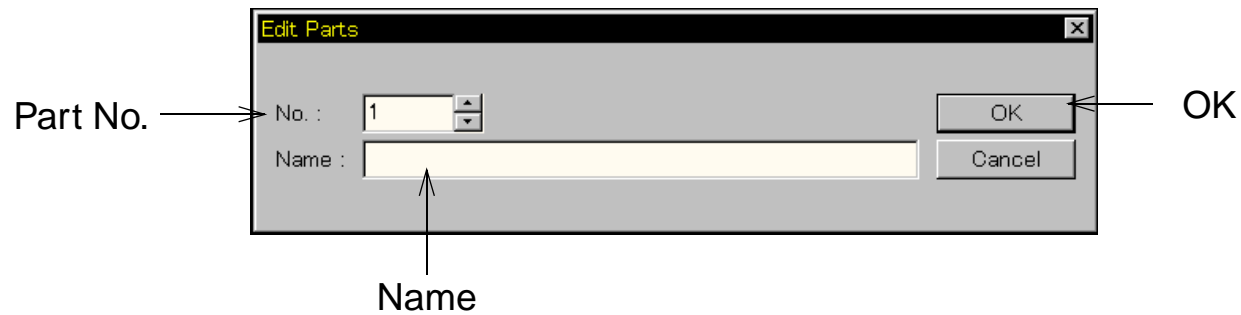 Edit Parts
Part No.
No. :
1
OK
OK
Name :
Cancel
Name